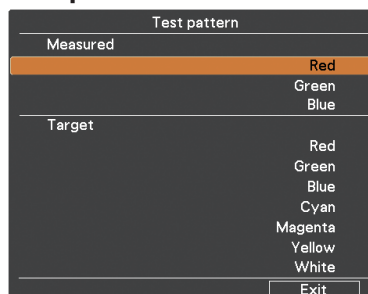 Test pattern
Measured
Red
Green
Blue
Target
Red
Green
Blue
Cyan
Magenta
Yellow
White
Exit